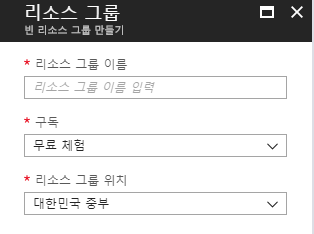 리소스 그룹
빈 리소스 그룹 만들기
* 리소스 그룹 이름
리소스 그룹 이름 입력
* 구독
무료 체험
* 리소스 그룹 위치
대한민국 중부